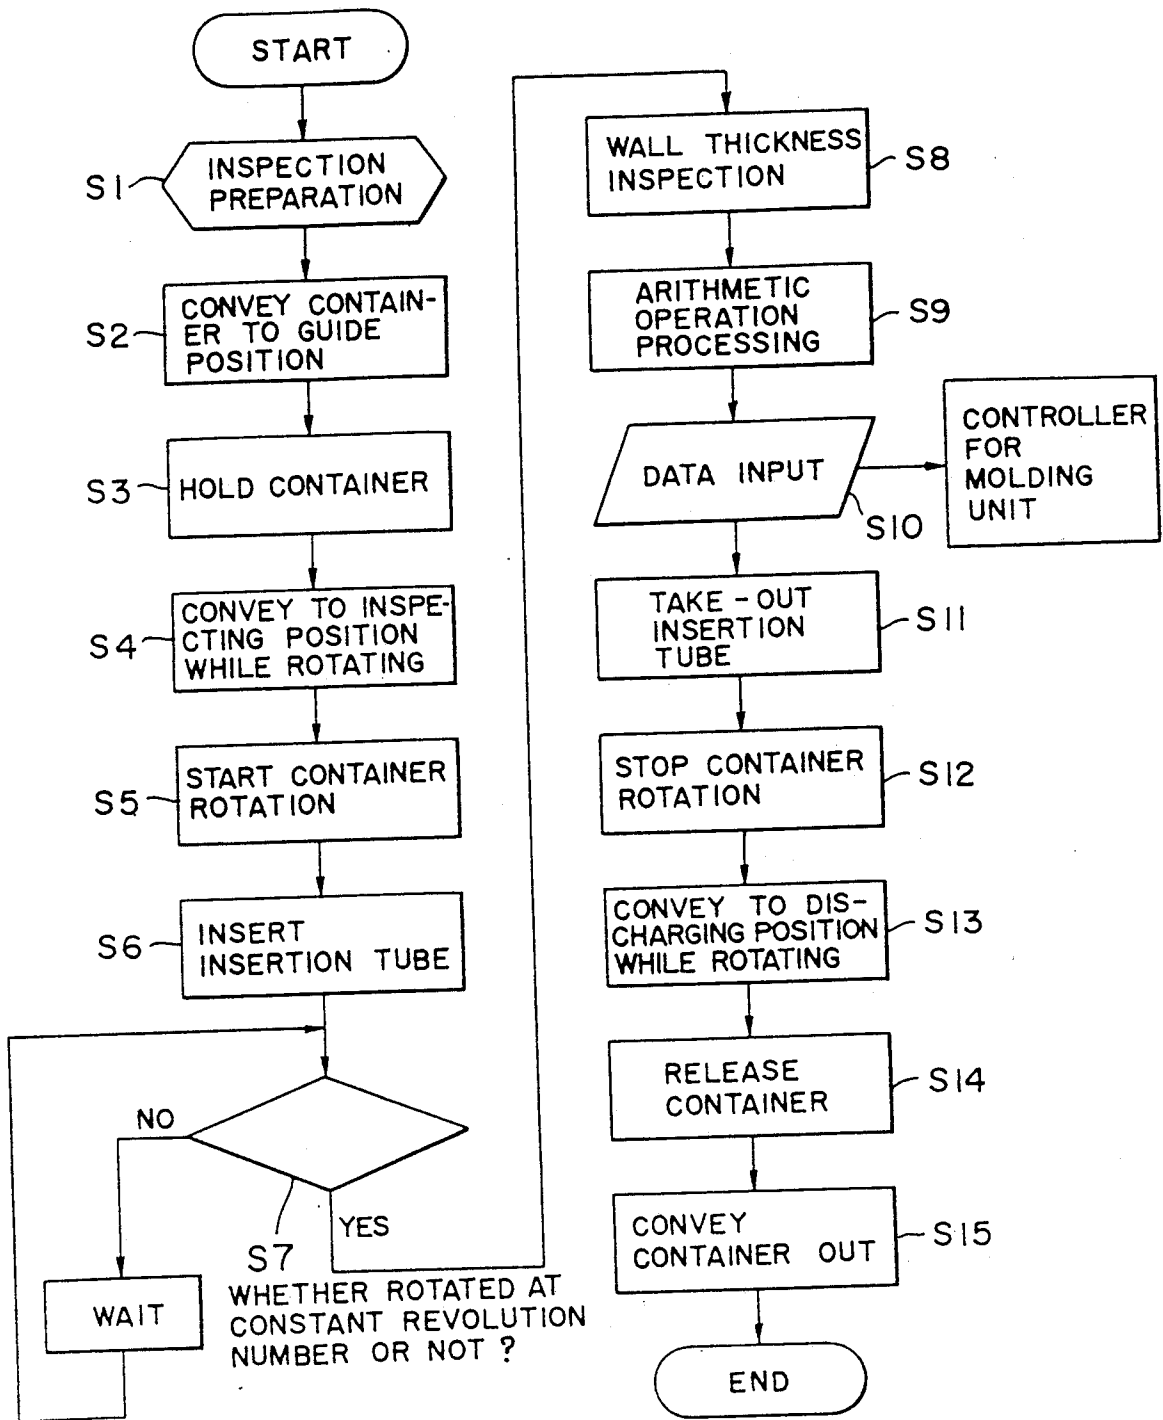 START
S1
INSPECTION
PREPARATION
S2
CONVEY CONTAIN-
ER TO GUIDE
POSITION
S3
HOLD CONTAINER
S4
CONVEY TO INSPE-
CTING POSITION
WHILE ROTATING
S5
START CONTAINER
ROTATION
S6
INSERT
INSERTION TUBE
NO
YES
S7
WHETHER ROTATED AT
CONSTANT REVOLUTION
NUMBER OR NOT ?
WAIT
WALL THICKNESS
INSPECTION
S8
ARITHMETIC
OPERATION
PROCESSING
S9
DATA INPUT
S10
CONTROLLER
FOR
MOLDING
UNIT
TAKE-OUT
INSERTION
TUBE
S11
STOP CONTAINER
ROTATION
S12
CONVEY TO DIS-
CHARGING POSITION
WHILE ROTATING
S13
RELEASE
CONTAINER
S14
CONVEY
CONTAINER OUT
S15
END